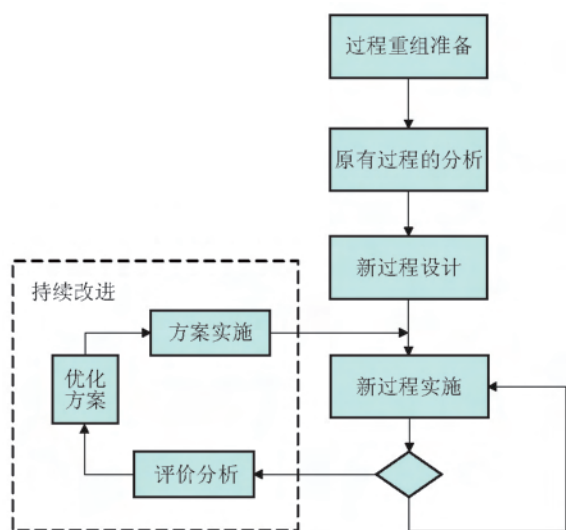 过程重组准备
原有过程的分析
新过程设计
持续改进
方案实施
优化
方案
新过程实施
评价分析